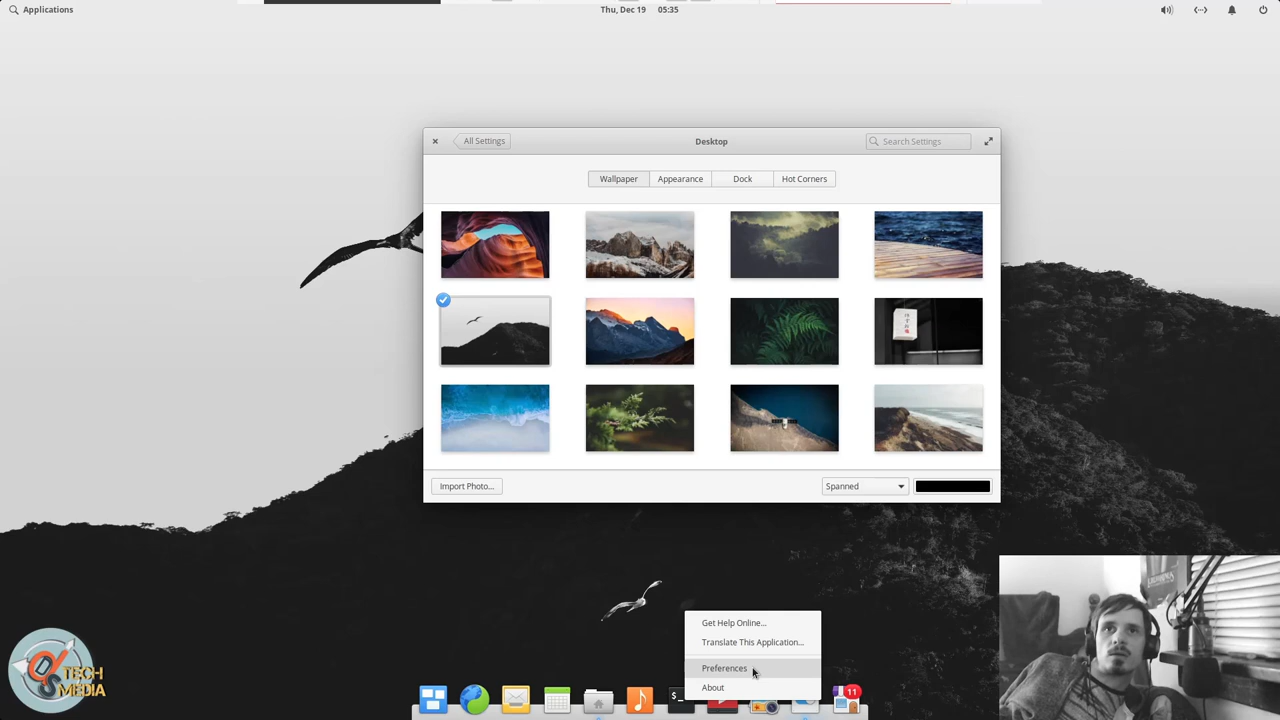 Applications
Thu, Dec 19 05:35
All Settings
Desktop
Search Settings
Wallpaper
Appearance
Dock
Hot Corners
Import Photo...
Spanned
Get Help Online...
Translate This Application...
Preferences
About
11
$_
TECH
MEDIA